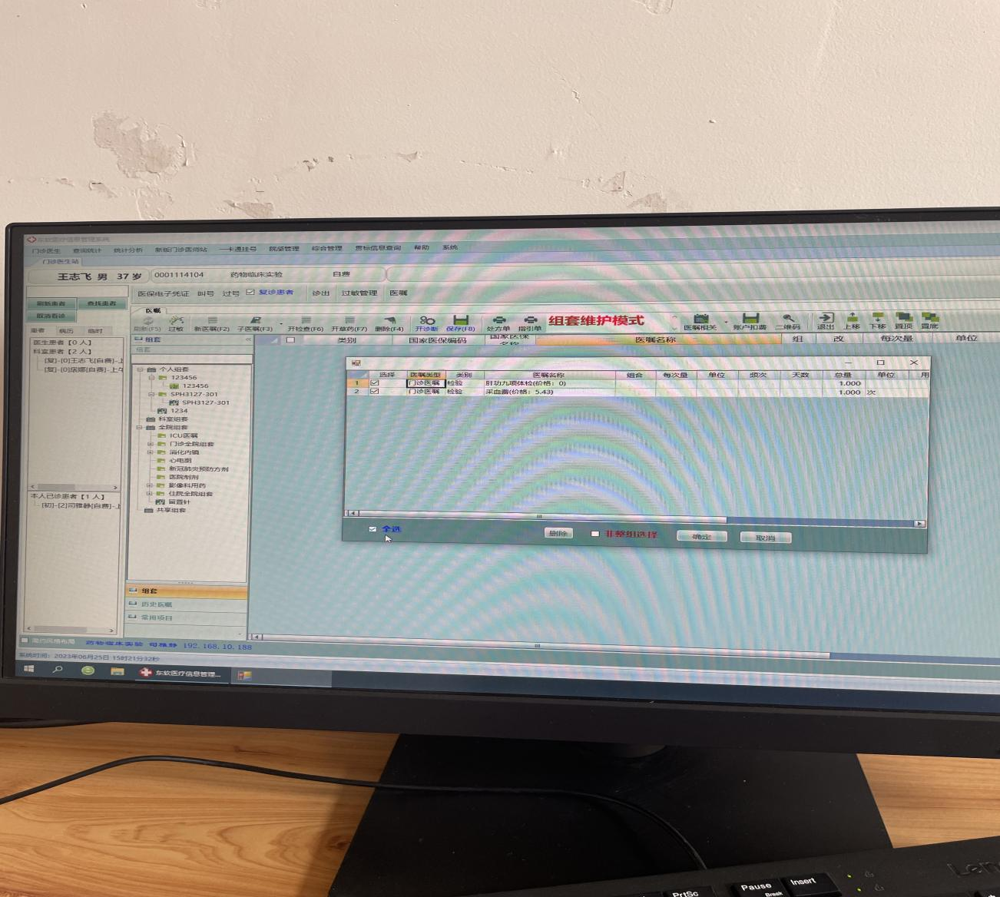 东软医疗信息管理系统
门诊医生 查询统计 统计分析 新版门诊医师站 一卡通挂号 院感管理 综合管理 贯标信息查询 帮助 系统
门诊医生站
王志飞 男 37 岁 0001114104 药物临床实验 自费
医保电子凭证 叫号 过号 复诊患者 诊出 过敏管理 医嘱
刷新患者 查找患者
取消看诊
医嘱
刷新(F5) 过敏 新医嘱(F2) 子医嘱(F3) 开检查(F6) 开草药(F7) 删除(F4) 开诊断 保存(F8) 处方单 指引单 组套维护模式 医嘱相关 账户扣费 二维码 退出 上移 下移 置顶 置底
患者 病历 临时
组套
类别 国家医保编码 国家医保 医嘱名称 组 改 每次量 单位
组套
医生患者【0 人】
科室患者【2 人】
[复]-[0]王志飞[自费]-上
[复]-[0]居娜[自费]-上午
个人组套
123456
123456
SPH3127-301
SPH3127-301
1234
科室组套
全院组套
ICU医嘱
门诊全院组套
消化内镜
心电图
新冠肺炎预防方剂
医院制剂
影像科用药
住院全院组套
留置针
共享组套
选择 医嘱类型 类别 医嘱名称 组合 每次量 单位 频次 天数 总量 单位 用
1 门诊医嘱 检验 肝功九项体检(价格：0) 1.000
2 门诊医嘱 检验 采血费(价格：5.43) 1.000 次
全选 删除 非整组选择 确定 取消
本人已诊患者【1 人】
[初]-[2]司雅静[自费]-上
组套
历史医嘱
常用项目
简约风格布局 药物临床实验 司雅静 192.168.10.188
系统时间：2023年06月25日 15时21分32秒
东软医疗信息管理...
PrtSc
Pause
Break
Insert
Len